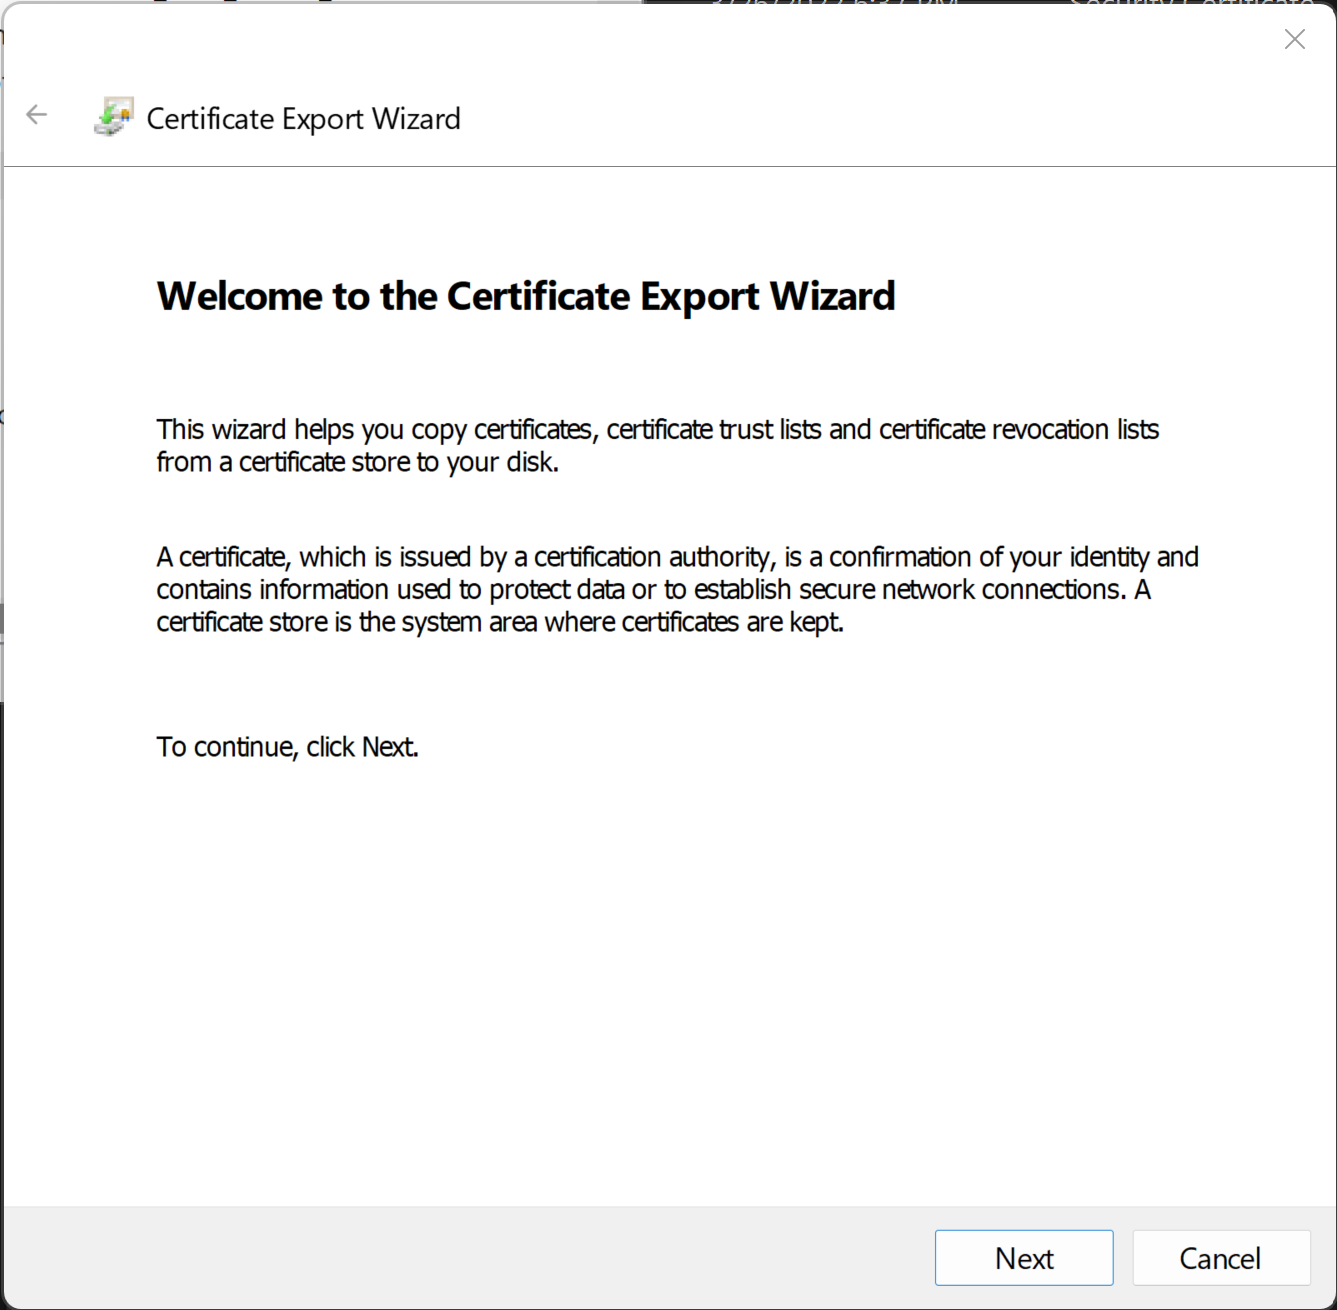 Certificate Export Wizard
Welcome to the Certificate Export Wizard
This wizard helps you copy certificates, certificate trust lists and certificate revocation lists
from a certificate store to your disk.
A certificate, which is issued by a certification authority, is a confirmation of your identity and
contains information used to protect data or to establish secure network connections. A
certificate store is the system area where certificates are kept.
To continue, click Next.
Next
Cancel